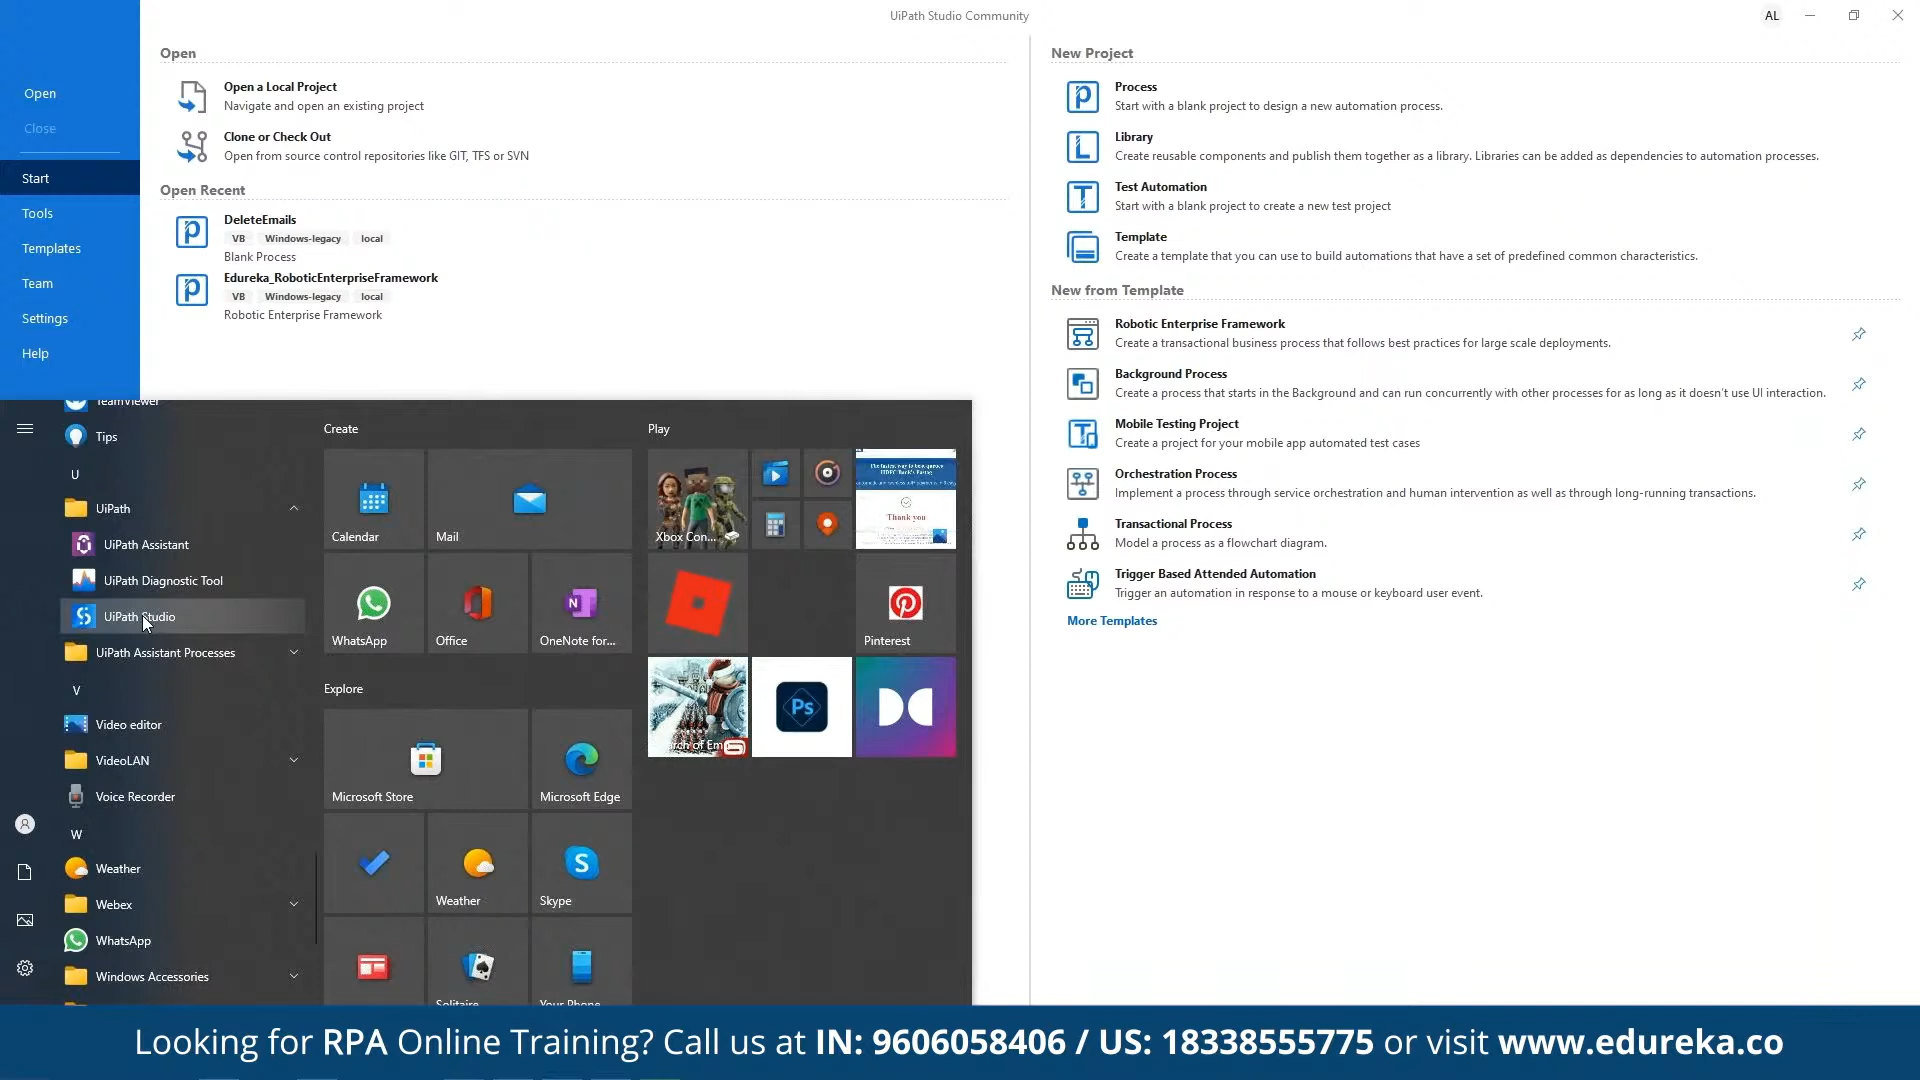 UiPath Studio Community
AL
Open
Close
Start
Tools
Templates
Team
Settings
Help
Open
Open a Local Project
Navigate and open an existing project
Clone or Check Out
Open from source control repositories like GIT, TFS or SVN
Open Recent
DeleteEmails
VB Windows-legacy local
Blank Process
Edureka_RoboticEnterpriseFramework
VB Windows-legacy local
Robotic Enterprise Framework
New Project
Process
Start with a blank project to design a new automation process.
Library
Create reusable components and publish them together as a library. Libraries can be added as dependencies to automation processes.
Test Automation
Start with a blank project to create a new test project
Template
Create a template that you can use to build automations that have a set of predefined common characteristics.
New from Template
Robotic Enterprise Framework
Create a transactional business process that follows best practices for large scale deployments.
Background Process
Create a process that starts in the Background and can run concurrently with other processes for as long as it doesn't use UI interaction.
Mobile Testing Project
Create a project for your mobile app automated test cases
Orchestration Process
Implement a process through service orchestration and human intervention as well as through long-running transactions.
Transactional Process
Model a process as a flowchart diagram.
Trigger Based Attended Automation
Trigger an automation in response to a mouse or keyboard user event.
More Templates
TeamViewer
Tips
U
UiPath
UiPath Assistant
UiPath Diagnostic Tool
UiPath Studio
UiPath Assistant Processes
V
Video editor
VideoLAN
Voice Recorder
W
Weather
Webex
WhatsApp
Windows Accessories
Create
Calendar
Mail
WhatsApp
Office
OneNote for...
Explore
Microsoft Store
Microsoft Edge
Weather
Skype
Solitaire
Your Phone
Play
Xbox Con...
Thank you
Pinterest
Ps
Looking for RPA Online Training? Call us at IN: 9606058406 / US: 18338555775 or visit www.edureka.co